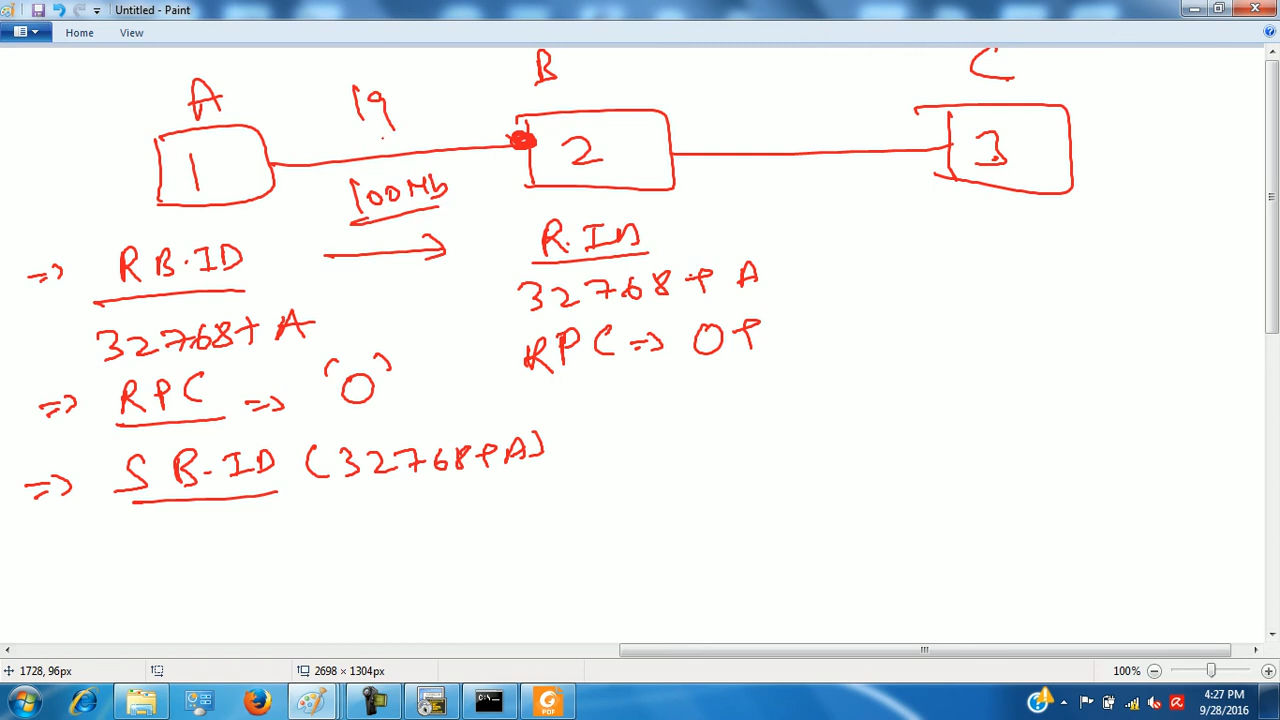 Untitled - Paint
Home
View
A
B
C
19
1
2
3
100Mb
RB.ID
R.ID
32768+A
32768+A
RPC => 0+
=> RPC => '0'
=> S B-ID (32768+A)
1728, 96px
2698 × 1304px
100%
PDF
4:27 PM
9/28/2016